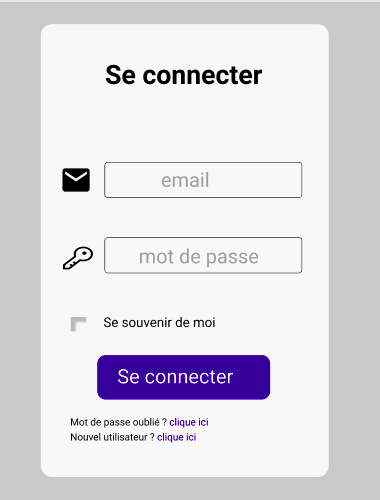 Se connecter
email
mot de passe
Se souvenir de moi
Se connecter
Mot de passe oublié ? clique ici
Nouvel utilisateur ? clique ici